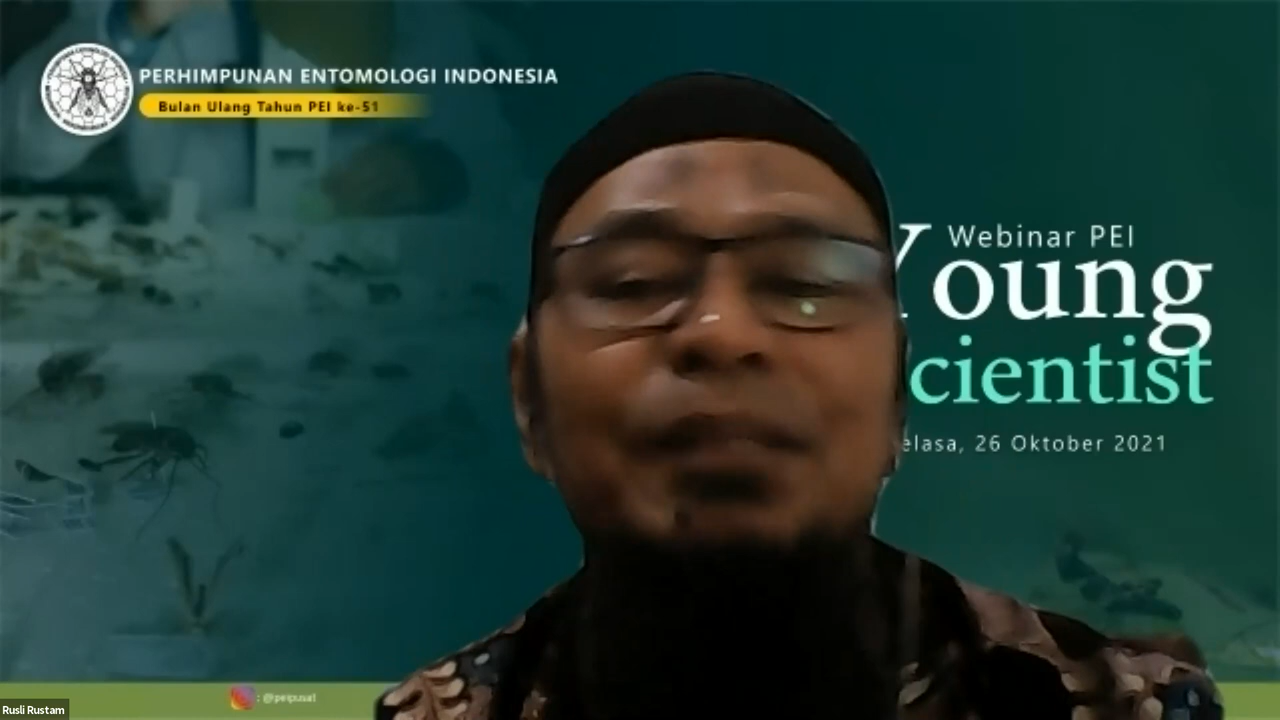 PERHIMPUNAN ENTOMOLOGI INDONESIA
Bulan Ulang Tahun PEI ke-51
Webinar PEI
Young
cientist
elasa, 26 Oktober 2021
: @peipusat
Rusli Rustam